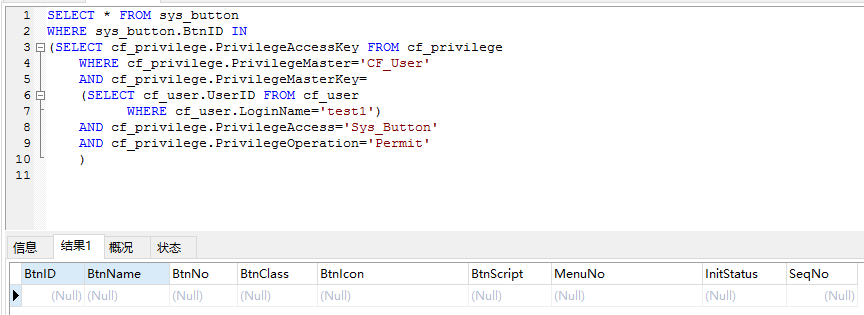 1 SELECT * FROM sys_button
2 WHERE sys_button.BtnID IN
3 (SELECT cf_privilege.PrivilegeAccessKey FROM cf_privilege
4 WHERE cf_privilege.PrivilegeMaster='CF_User'
5 AND cf_privilege.PrivilegeMasterKey=
6 (SELECT cf_user.UserID FROM cf_user
7 WHERE cf_user.LoginName='test1')
8 AND cf_privilege.PrivilegeAccess='Sys_Button'
9 AND cf_privilege.PrivilegeOperation='Permit'
10 )
11
信息 结果1 概况 状态
BtnID BtnName BtnNo BtnClass BtnIcon BtnScript MenuNo InitStatus SeqNo
(Null) (Null) (Null) (Null) (Null) (Null) (Null) (Null) (Null)